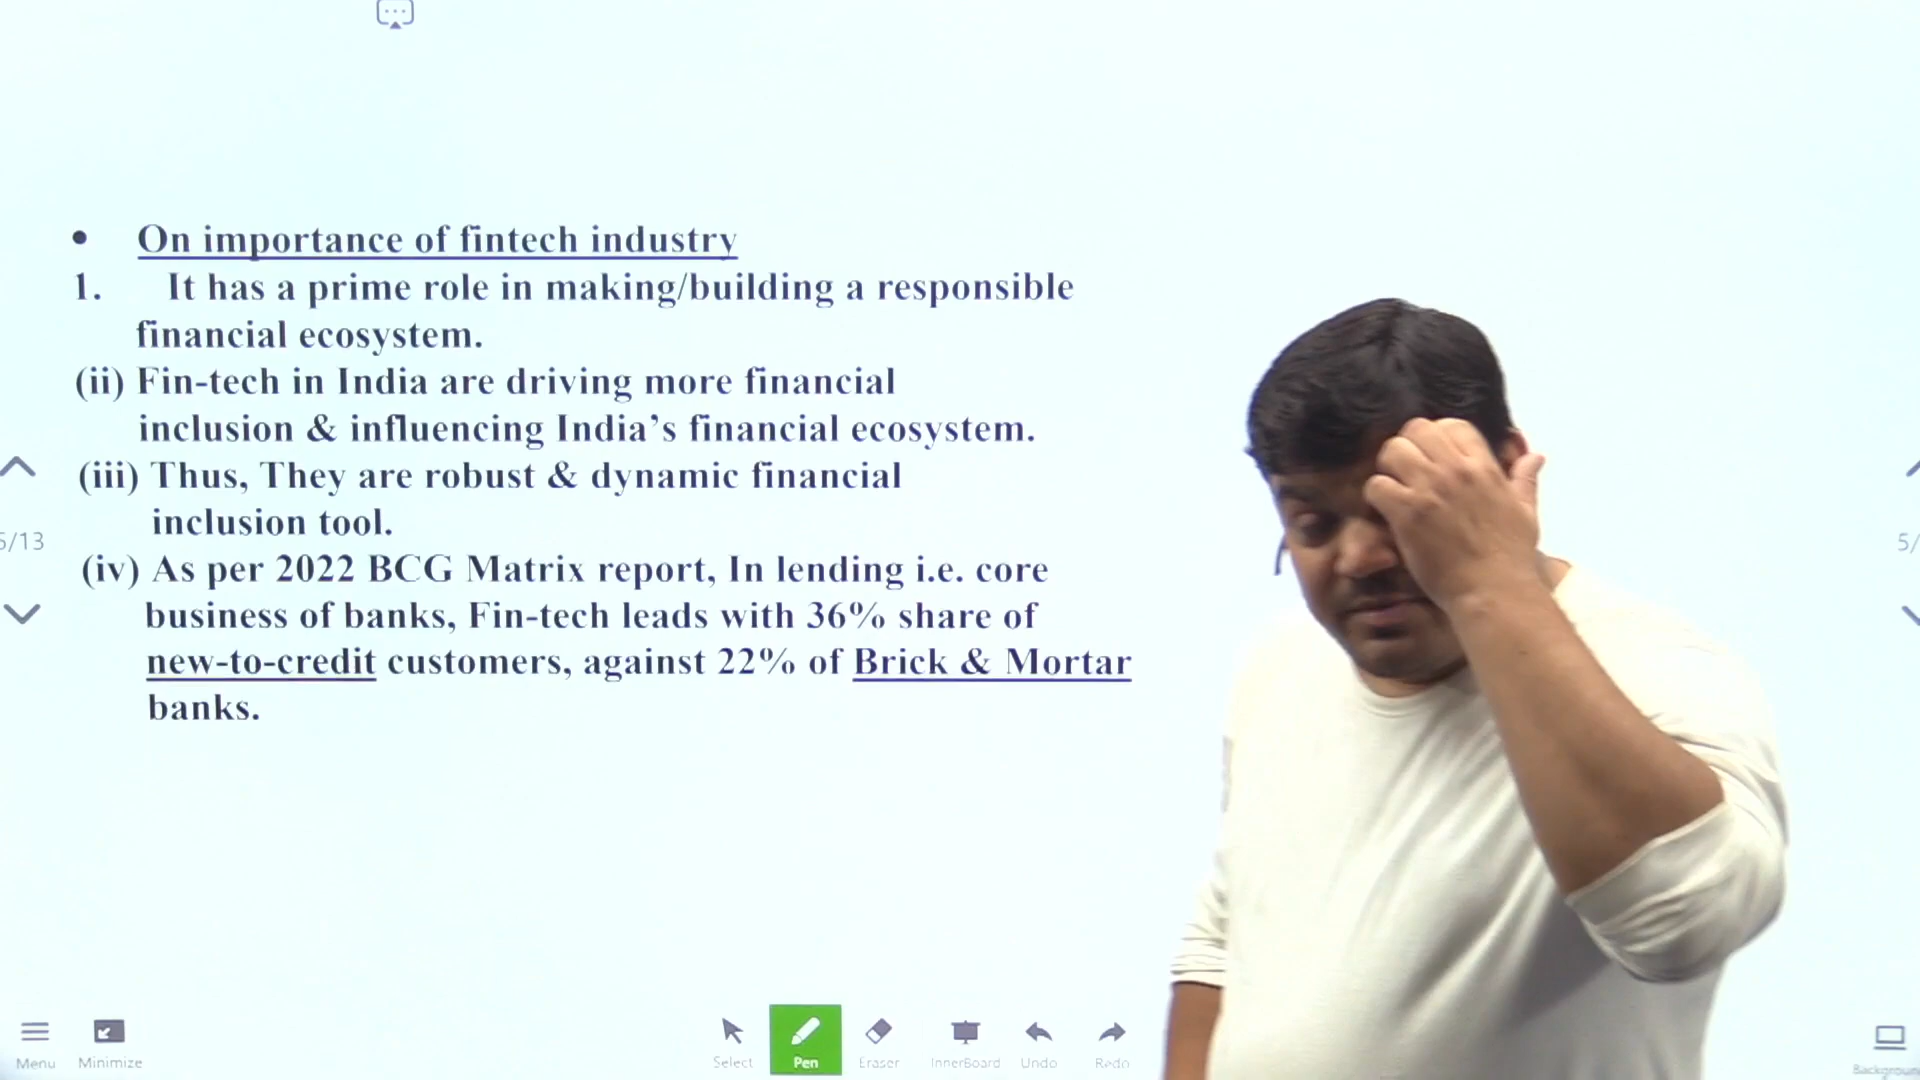 • On importance of fintech industry
1. It has a prime role in making/building a responsible
financial ecosystem.
(ii) Fin-tech in India are driving more financial
inclusion & influencing India’s financial ecosystem.
(iii) Thus, They are robust & dynamic financial
inclusion tool.
5/13
5/
(iv) As per 2022 BCG Matrix report, In lending i.e. core
business of banks, Fin-tech leads with 36% share of
new-to-credit customers, against 22% of Brick & Mortar
banks.
Menu Minimize Select Pen Eraser InnerBoard Undo Redo